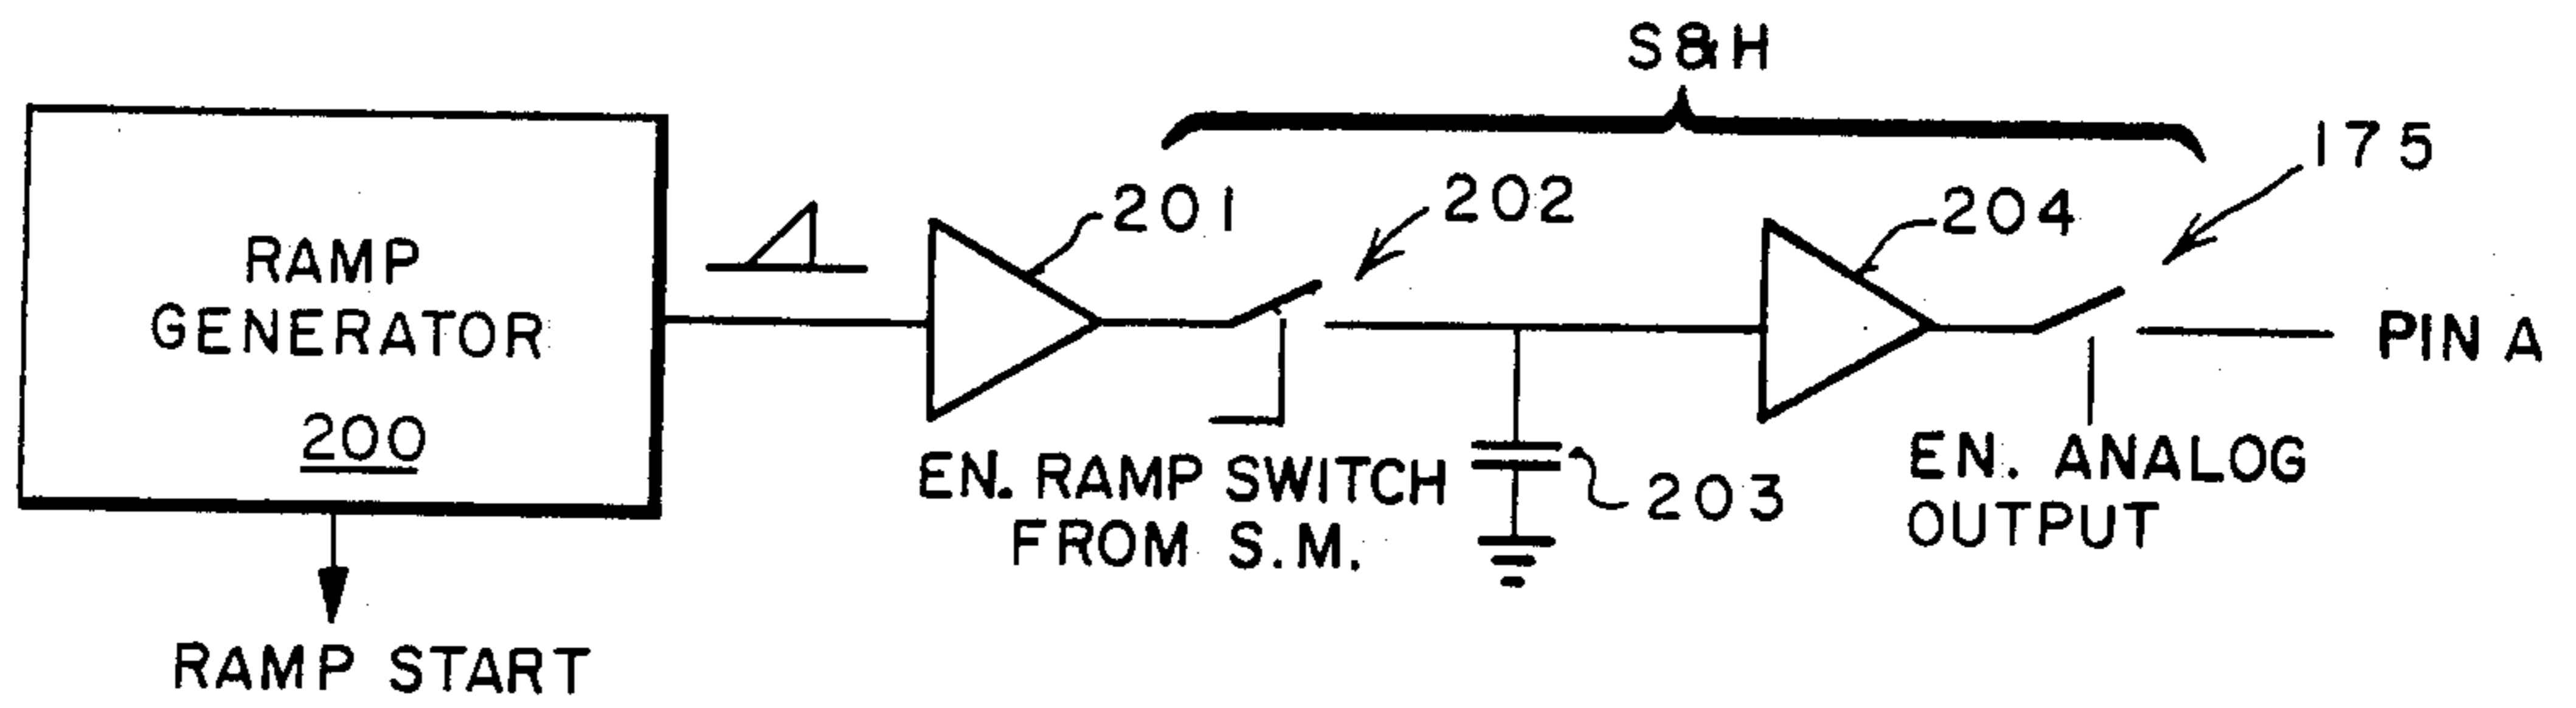 S&H
175
201
202
204
RAMP
GENERATOR
200
PIN A
EN. RAMP SWITCH
FROM S.M.
203
EN. ANALOG
OUTPUT
RAMP START